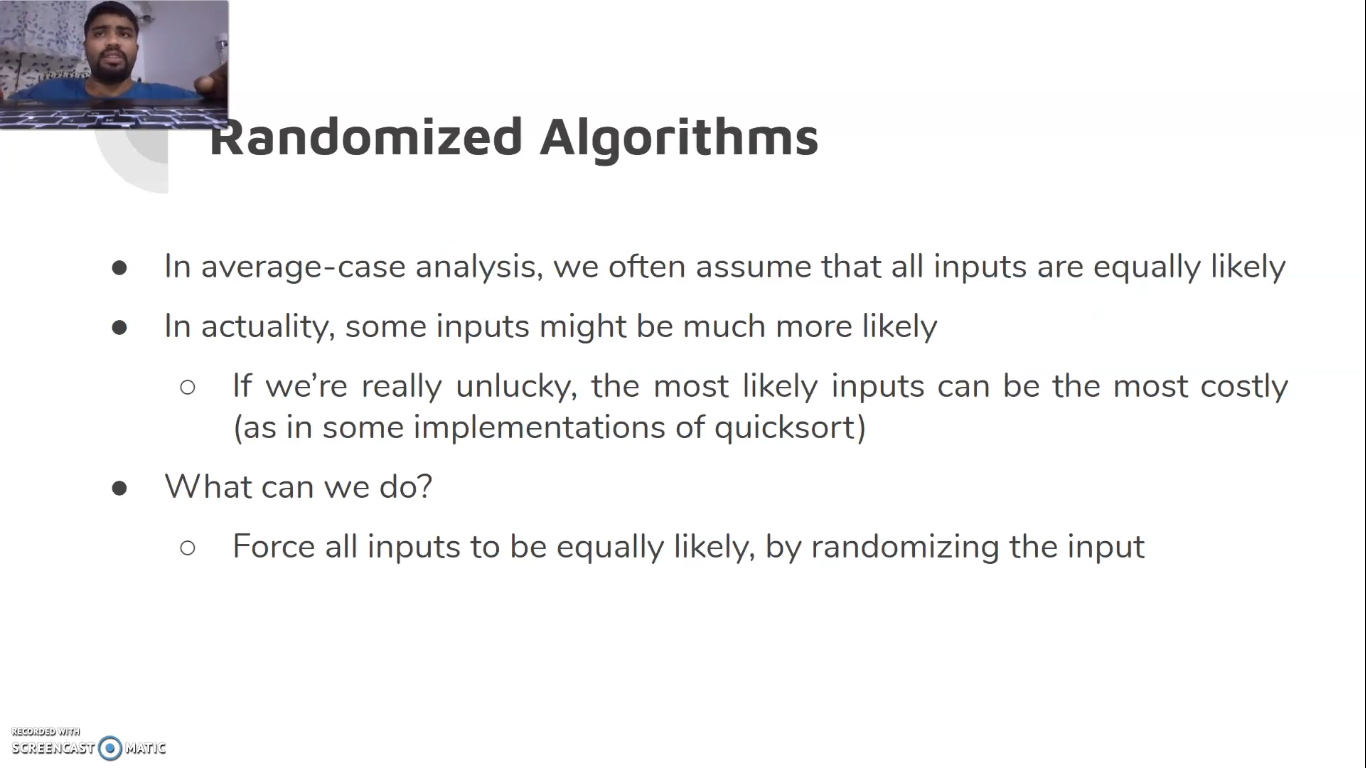 Randomized Algorithms
● In average-case analysis, we often assume that all inputs are equally likely
● In actuality, some inputs might be much more likely
○ If we’re really unlucky, the most likely inputs can be the most costly
(as in some implementations of quicksort)
● What can we do?
○ Force all inputs to be equally likely, by randomizing the input
RECORDED WITH
SCREENCAST MATIC